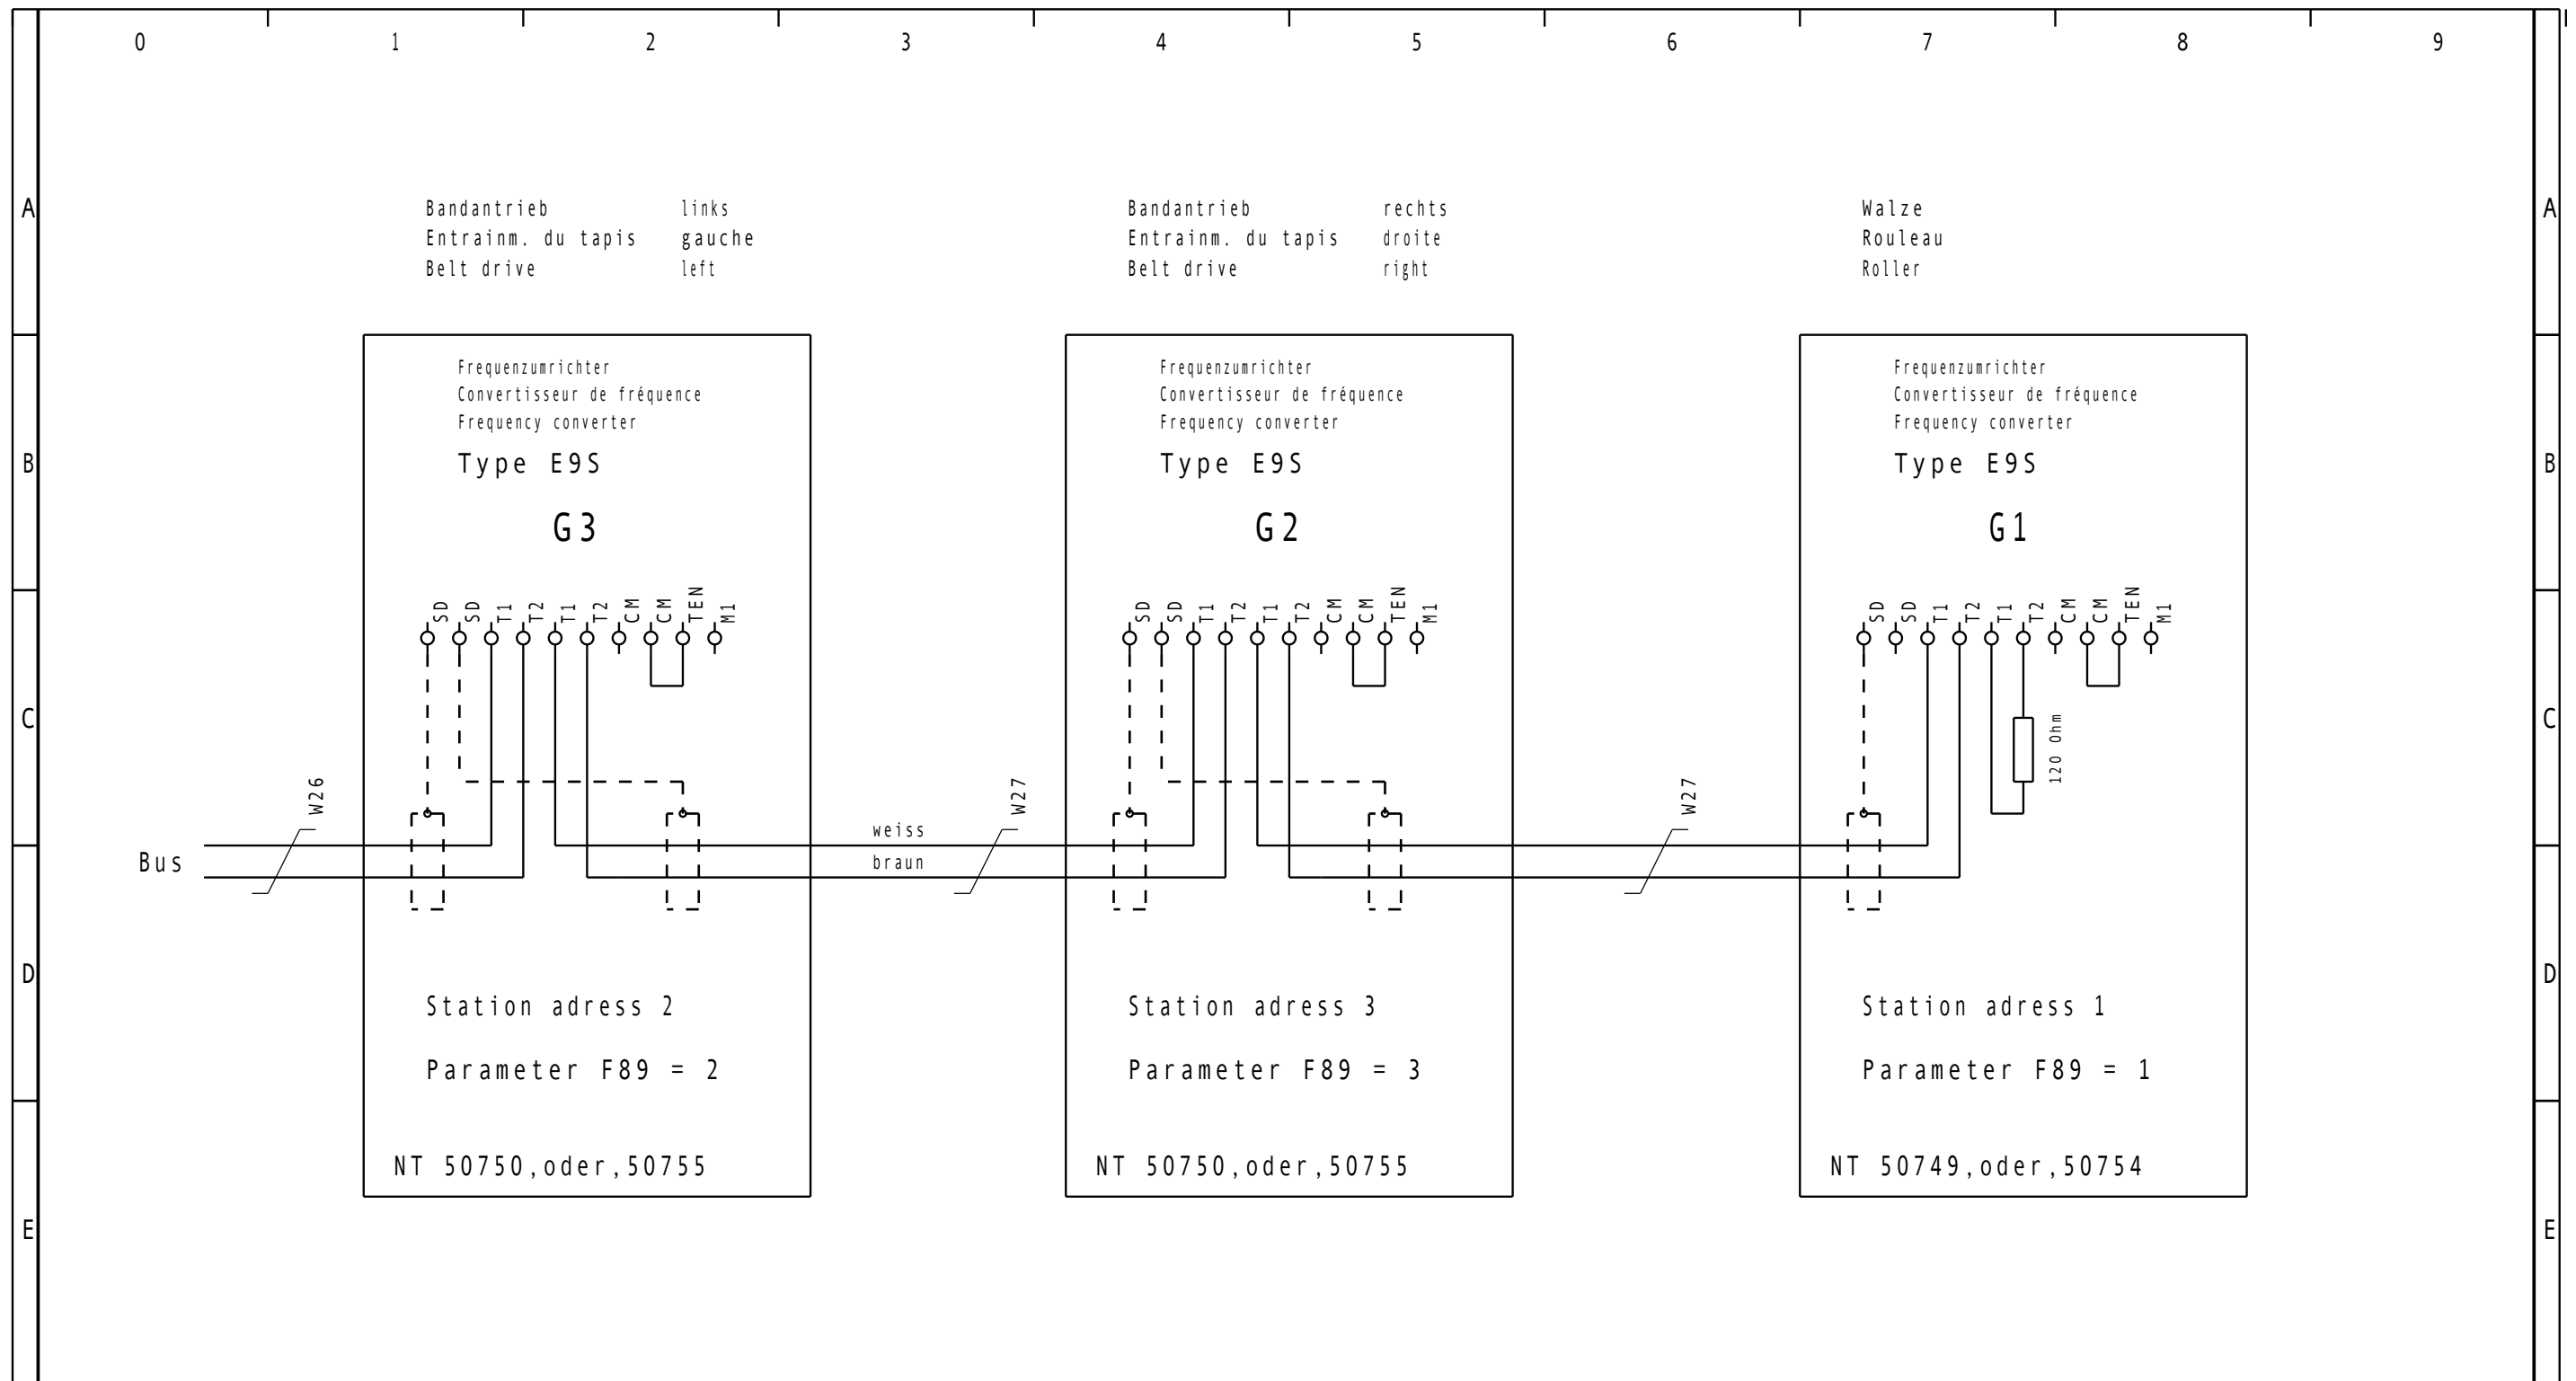 0 1 2 3 4 5 6 7 8 9
A A
Bandantrieb links
Entrainm. du tapis gauche
Belt drive left
Bandantrieb rechts
Entrainm. du tapis droite
Belt drive right
Walze
Rouleau
Roller
B B
Frequenzumrichter
Convertisseur de fréquence
Frequency converter
Type E9S
G3
Frequenzumrichter
Convertisseur de fréquence
Frequency converter
Type E9S
G2
Frequenzumrichter
Convertisseur de fréquence
Frequency converter
Type E9S
G1
SD SD T1 T2 T1 T2 CM CM TEN M1
SD SD T1 T2 T1 T2 CM CM TEN M1
SD SD T1 T2 T1 T2 CM CM TEN M1
C C
120 Ohm
W26
W27
W27
weiss
Bus
braun
D D
Station adress 2
Parameter F89 = 2
NT 50750,oder,50755
Station adress 3
Parameter F89 = 3
NT 50750,oder,50755
Station adress 1
Parameter F89 = 1
NT 50749,oder,50754
E E